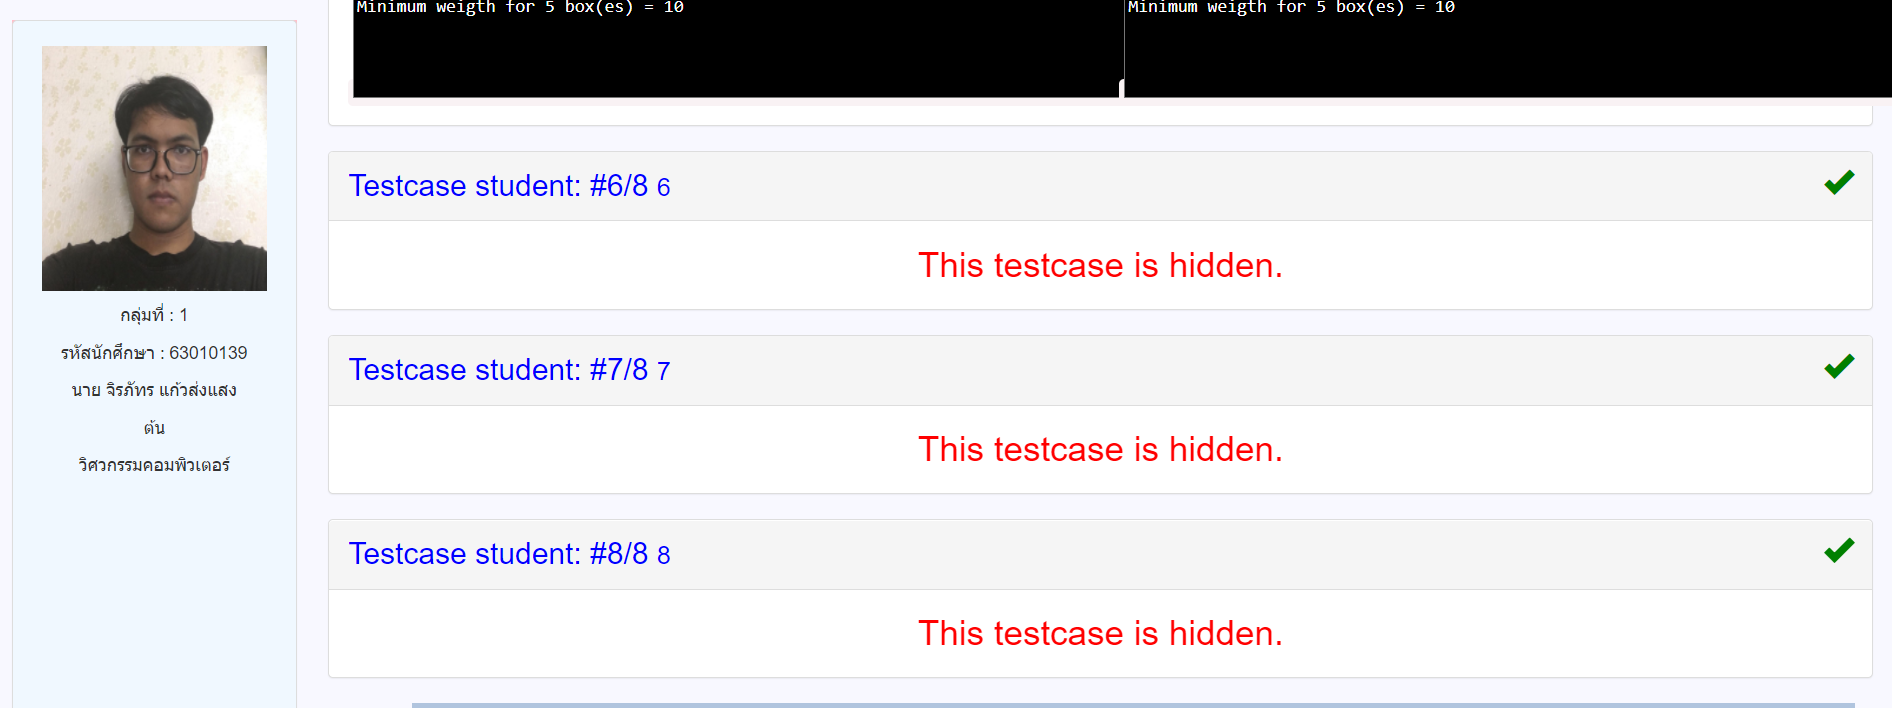 Minimum weigth for 5 box(es) = 10
Minimum weigth for 5 box(es) = 10
กลุ่มที่ : 1
รหัสนักศึกษา : 63010139
นาย จิรภัทร แก้วส่งแสง
ต้น
วิศวกรรมคอมพิวเตอร์
Testcase student: #6/8 6
This testcase is hidden.
Testcase student: #7/8 7
This testcase is hidden.
Testcase student: #8/8 8
This testcase is hidden.